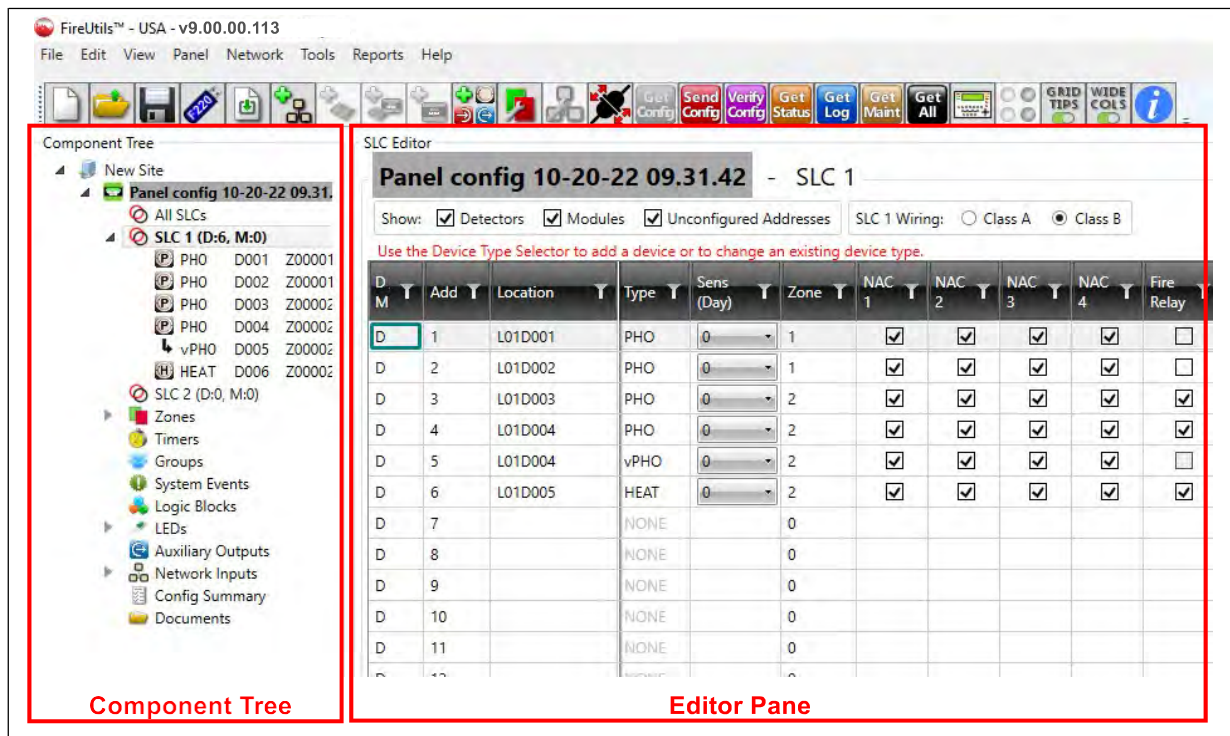 FireUtils™ - USA - v9.00.00.113
File Edit View Panel Network Tools Reports Help
F220
Get Config
Send Config
Verify Config
Get Status
Get Log
Get Maint
Get All
GRID TIPS
WIDE COLS
i
Component Tree
New Site
Panel config 10-20-22 09.31.
All SLCs
SLC 1 (D:6, M:0)
P PHO D001 Z00001
P PHO D002 Z00001
P PHO D003 Z00002
P PHO D004 Z00002
vPHO D005 Z00002
H HEAT D006 Z00002
SLC 2 (D:0, M:0)
Zones
Timers
Groups
System Events
Logic Blocks
LEDs
Auxiliary Outputs
Network Inputs
Config Summary
Documents
Component Tree
SLC Editor
Panel config 10-20-22 09.31.42 - SLC 1
Show: Detectors Modules Unconfigured Addresses SLC 1 Wiring: Class A Class B
Use the Device Type Selector to add a device or to change an existing device type.
D M Add Location Type Sens (Day) Zone NAC 1 NAC 2 NAC 3 NAC 4 Fire Relay
D 1 L01D001 PHO 0 1
D 2 L01D002 PHO 0 1
D 3 L01D003 PHO 0 2
D 4 L01D004 PHO 0 2
D 5 L01D004 vPHO 0 2
D 6 L01D005 HEAT 0 2
D 7 NONE 0
D 8 NONE 0
D 9 NONE 0
D 10 NONE 0
D 11 NONE 0
Editor Pane